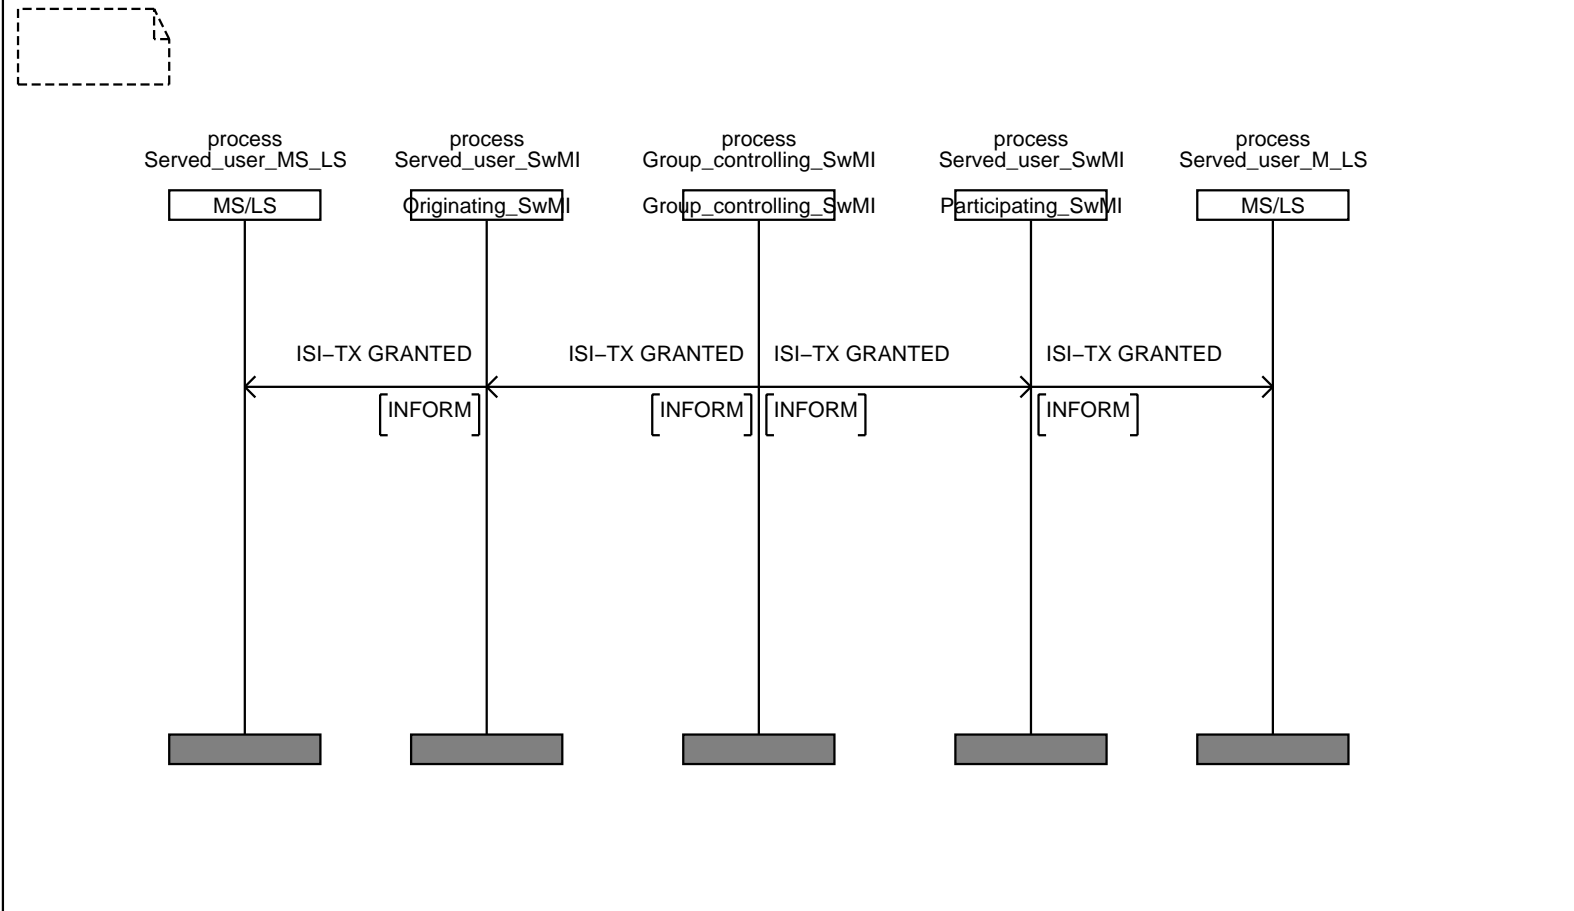 process
Served_user_MS_LS
process
Served_user_SwMI
process
Group_controlling_SwMI
process
Served_user_SwMI
process
Served_user_M_LS
MS/LS
Originating_SwMI
Group_controlling_SwMI
Participating_SwMI
MS/LS
ISI−TX GRANTED
ISI−TX GRANTED
ISI−TX GRANTED
ISI−TX GRANTED
INFORM
INFORM
INFORM
INFORM